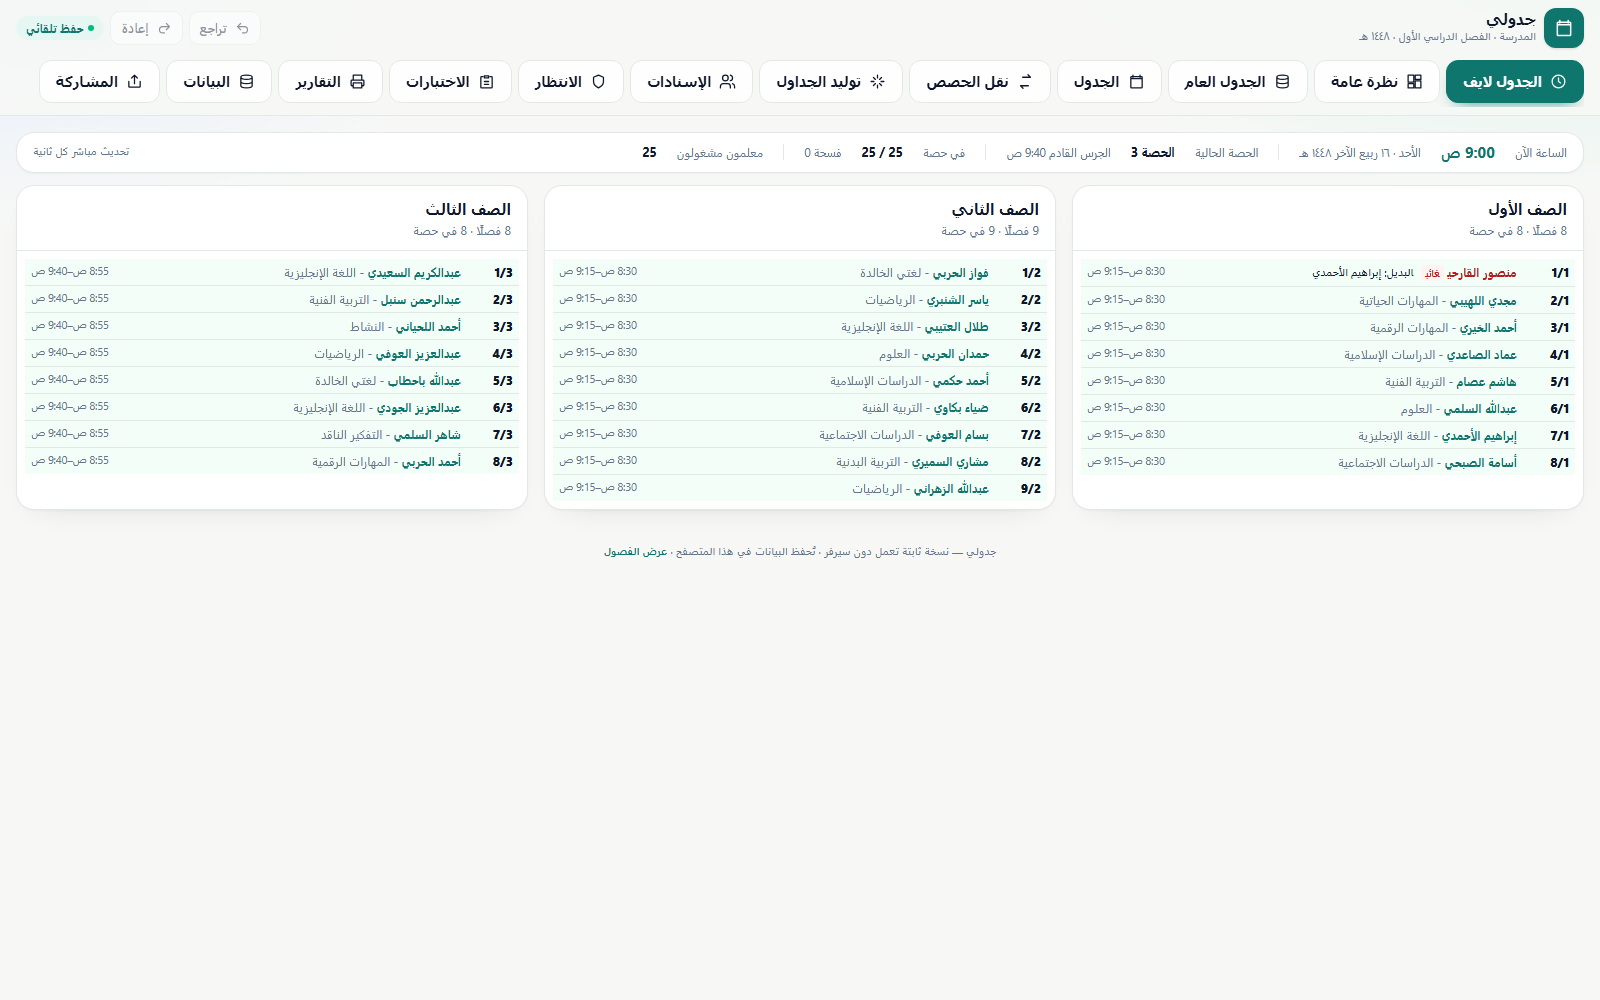 جدولي
المدرسة · الفصل الدراسي الأول · ١٤٤٨ هـ
تراجع
إعادة
حفظ تلقائي
الجدول لايف
نظرة عامة
الجدول العام
الجدول
نقل الحصص
توليد الجداول
الإسنادات
الانتظار
الاختبارات
التقارير
البيانات
المشاركة
الساعة الآن 9:00 ص الأحد · ١٦ ربيع الآخر ١٤٤٨ هـ الحصة الحالية الحصة 3 الجرس القادم 9:40 ص في حصة 25 / 25 فسحة 0 معلمون مشغولون 25 تحديث مباشر كل ثانية
الصف الأول
8 فصلًا · 8 في حصة
1/1 منصور القارحي غائب البديل: إبراهيم الأحمدي 8:30 ص–9:15 ص
2/1 مجدي اللهيبي - المهارات الحياتية 8:30 ص–9:15 ص
3/1 أحمد الخيري - المهارات الرقمية 8:30 ص–9:15 ص
4/1 عماد الصاعدي - الدراسات الإسلامية 8:30 ص–9:15 ص
5/1 هاشم عصام - التربية الفنية 8:30 ص–9:15 ص
6/1 عبدالله السلمي - العلوم 8:30 ص–9:15 ص
7/1 إبراهيم الأحمدي - اللغة الإنجليزية 8:30 ص–9:15 ص
8/1 أسامة الصبحي - الدراسات الاجتماعية 8:30 ص–9:15 ص
الصف الثاني
9 فصلًا · 9 في حصة
1/2 فواز الحربي - لغتي الخالدة 8:30 ص–9:15 ص
2/2 ياسر الشنبري - الرياضيات 8:30 ص–9:15 ص
3/2 طلال العتيبي - اللغة الإنجليزية 8:30 ص–9:15 ص
4/2 حمدان الحربي - العلوم 8:30 ص–9:15 ص
5/2 أحمد حكمي - الدراسات الإسلامية 8:30 ص–9:15 ص
6/2 ضياء بكاوي - التربية الفنية 8:30 ص–9:15 ص
7/2 بسام العوفي - الدراسات الاجتماعية 8:30 ص–9:15 ص
8/2 مشاري السميري - التربية البدنية 8:30 ص–9:15 ص
9/2 عبدالله الزهراني - الرياضيات 8:30 ص–9:15 ص
الصف الثالث
8 فصلًا · 8 في حصة
1/3 عبدالكريم السعيدي - اللغة الإنجليزية 8:55 ص–9:40 ص
2/3 عبدالرحمن سنبل - التربية الفنية 8:55 ص–9:40 ص
3/3 أحمد اللحياني - النشاط 8:55 ص–9:40 ص
4/3 عبدالعزيز العوفي - الرياضيات 8:55 ص–9:40 ص
5/3 عبدالله باحطاب - لغتي الخالدة 8:55 ص–9:40 ص
6/3 عبدالعزيز الجودي - اللغة الإنجليزية 8:55 ص–9:40 ص
7/3 شاهر السلمي - التفكير الناقد 8:55 ص–9:40 ص
8/3 أحمد الحربي - المهارات الرقمية 8:55 ص–9:40 ص
جدولي — نسخة ثابتة تعمل دون سيرفر · تُحفظ البيانات في هذا المتصفح · عرض الفصول